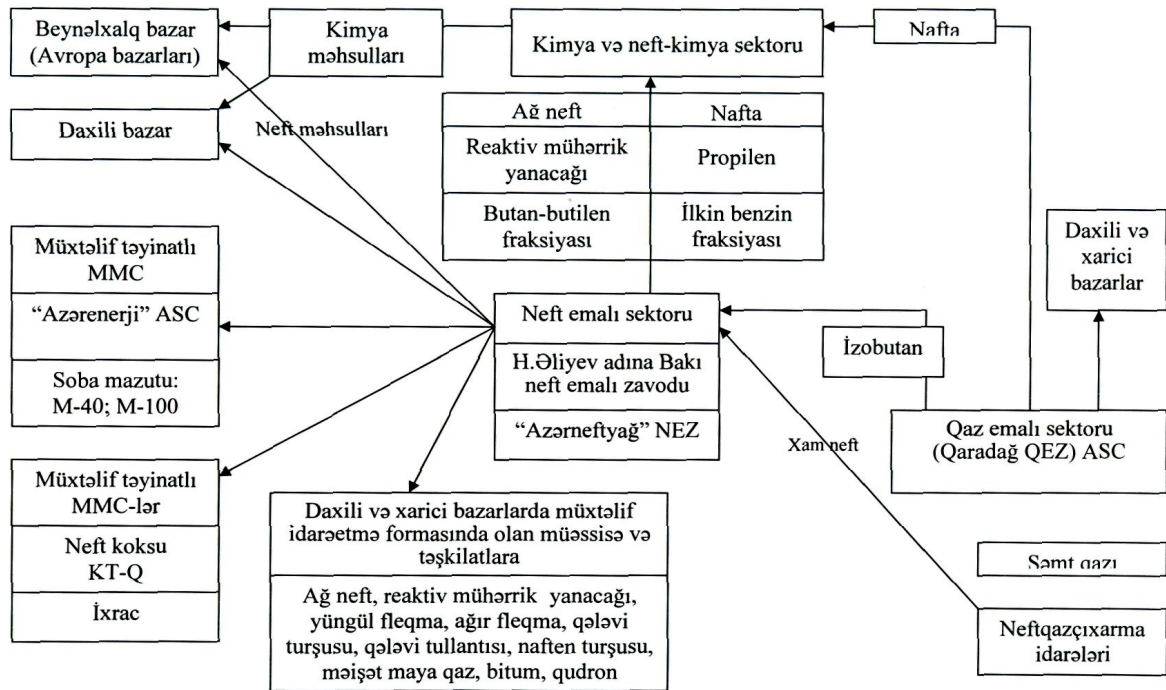 Beynəlxalq bazar
(Avropa bazarları)
Kimya
məhsulları
Kimya və neft-kimya sektoru
Nafta
Daxili bazar
Neft məhsulları
Ağ neft
Nafta
Reaktiv mühərrik
yanacağı
Propilen
Butan-butilen
fraksiyası
İlkin benzin
fraksiyası
Daxili və
xarici
bazarlar
Müxtəlif təyinatlı
MMC
“Azərenerji” ASC
Soba mazutu:
M-40; M-100
Neft emalı sektoru
H.Əliyev adına Bakı
neft emalı zavodu
“Azərneftyağ” NEZ
İzobutan
Xam neft
Qaz emalı sektoru
(Qaradağ QEZ) ASC
Müxtəlif təyinatlı
MMC-lər
Neft koksu
KT-Q
İxrac
Daxili və xarici bazarlarda müxtəlif
idarəetmə formasında olan müəssisə və
təşkilatlara
Ağ neft, reaktiv mühərrik yanacağı,
yüngül fleqma, ağır fleqma, qələvi
turşusu, qələvi tullantısı, naften turşusu,
məişət maya qaz, bitum, qudron
Səmt qazı
Neftqazçıxarma
idarələri